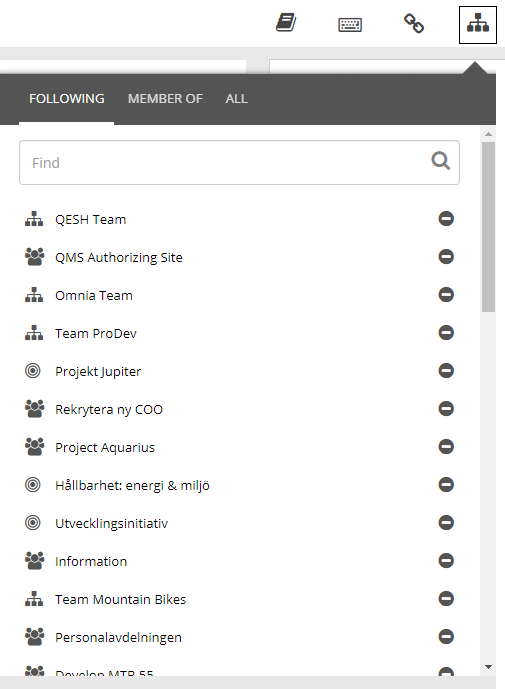 FOLLOWING MEMBER OF ALL
Find
QESH Team
QMS Authorizing Site
Omnia Team
Team ProDev
Projekt Jupiter
Rekrytera ny COO
Project Aquarius
Hållbarhet: energi & miljö
Utvecklingsinitiativ
Information
Team Mountain Bikes
Personalavdelningen
Develop MTB 55